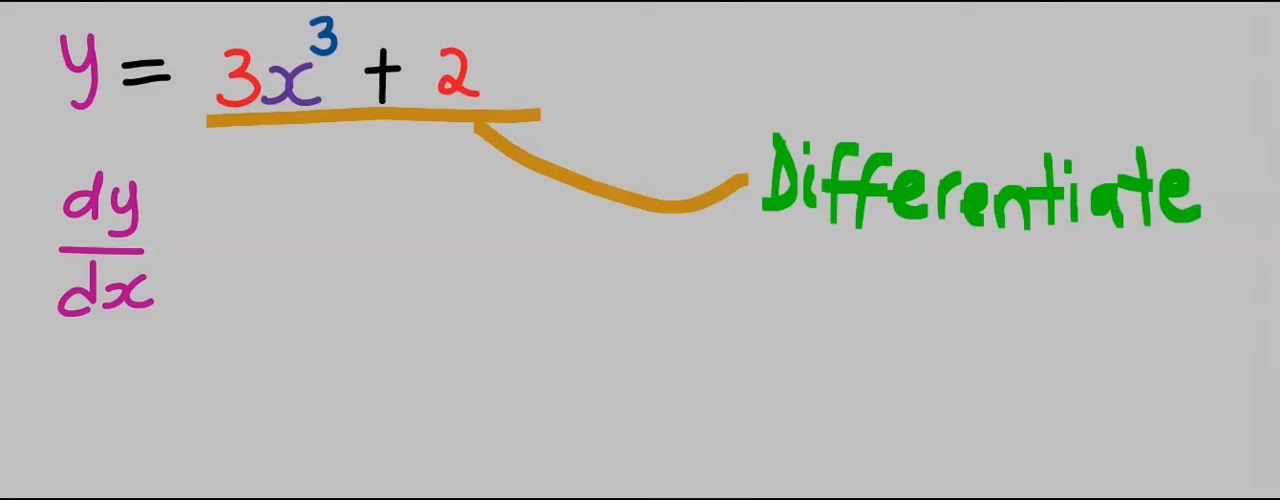 y = 3x³ + 2
Differentiate
dy
dx